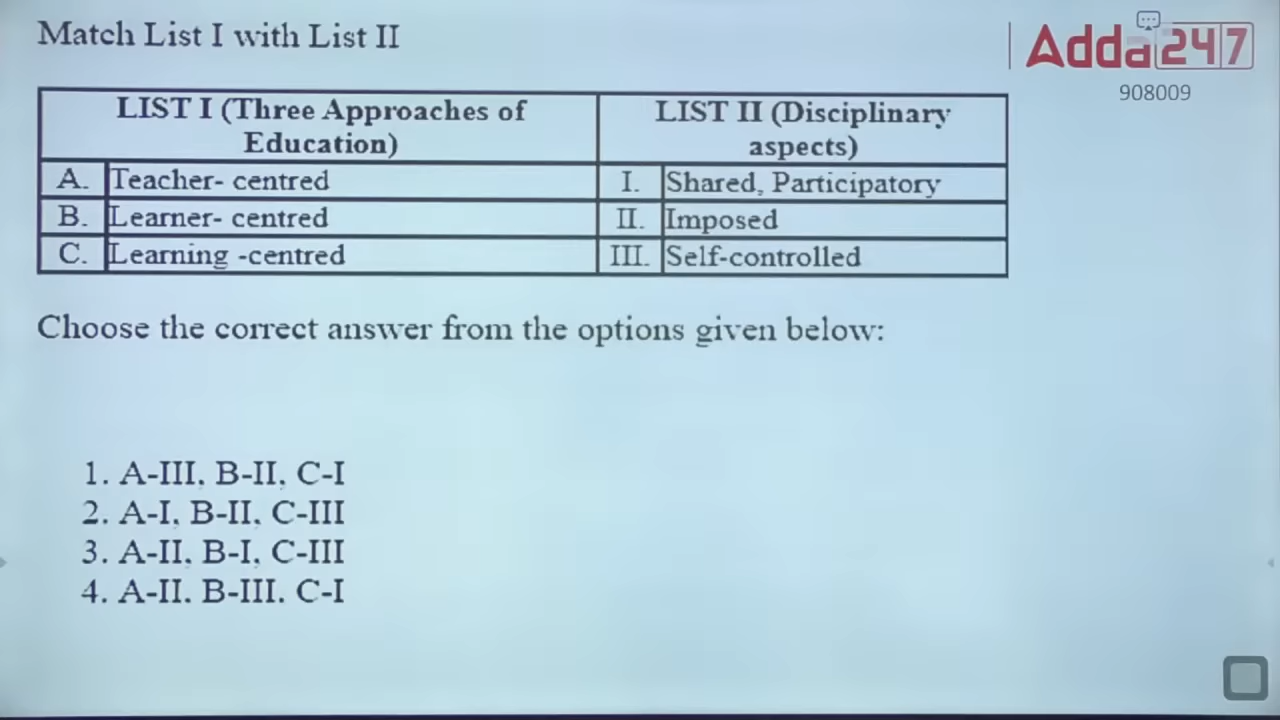 Match List I with List II
Adda247
908009
LIST I (Three Approaches of Education)
LIST II (Disciplinary aspects)
A. Teacher- centred I. Shared, Participatory
B. Learner- centred II. Imposed
C. Learning -centred III. Self-controlled
Choose the correct answer from the options given below:
1. A-III, B-II, C-I
2. A-I, B-II, C-III
3. A-II, B-I, C-III
4. A-II. B-III. C-I